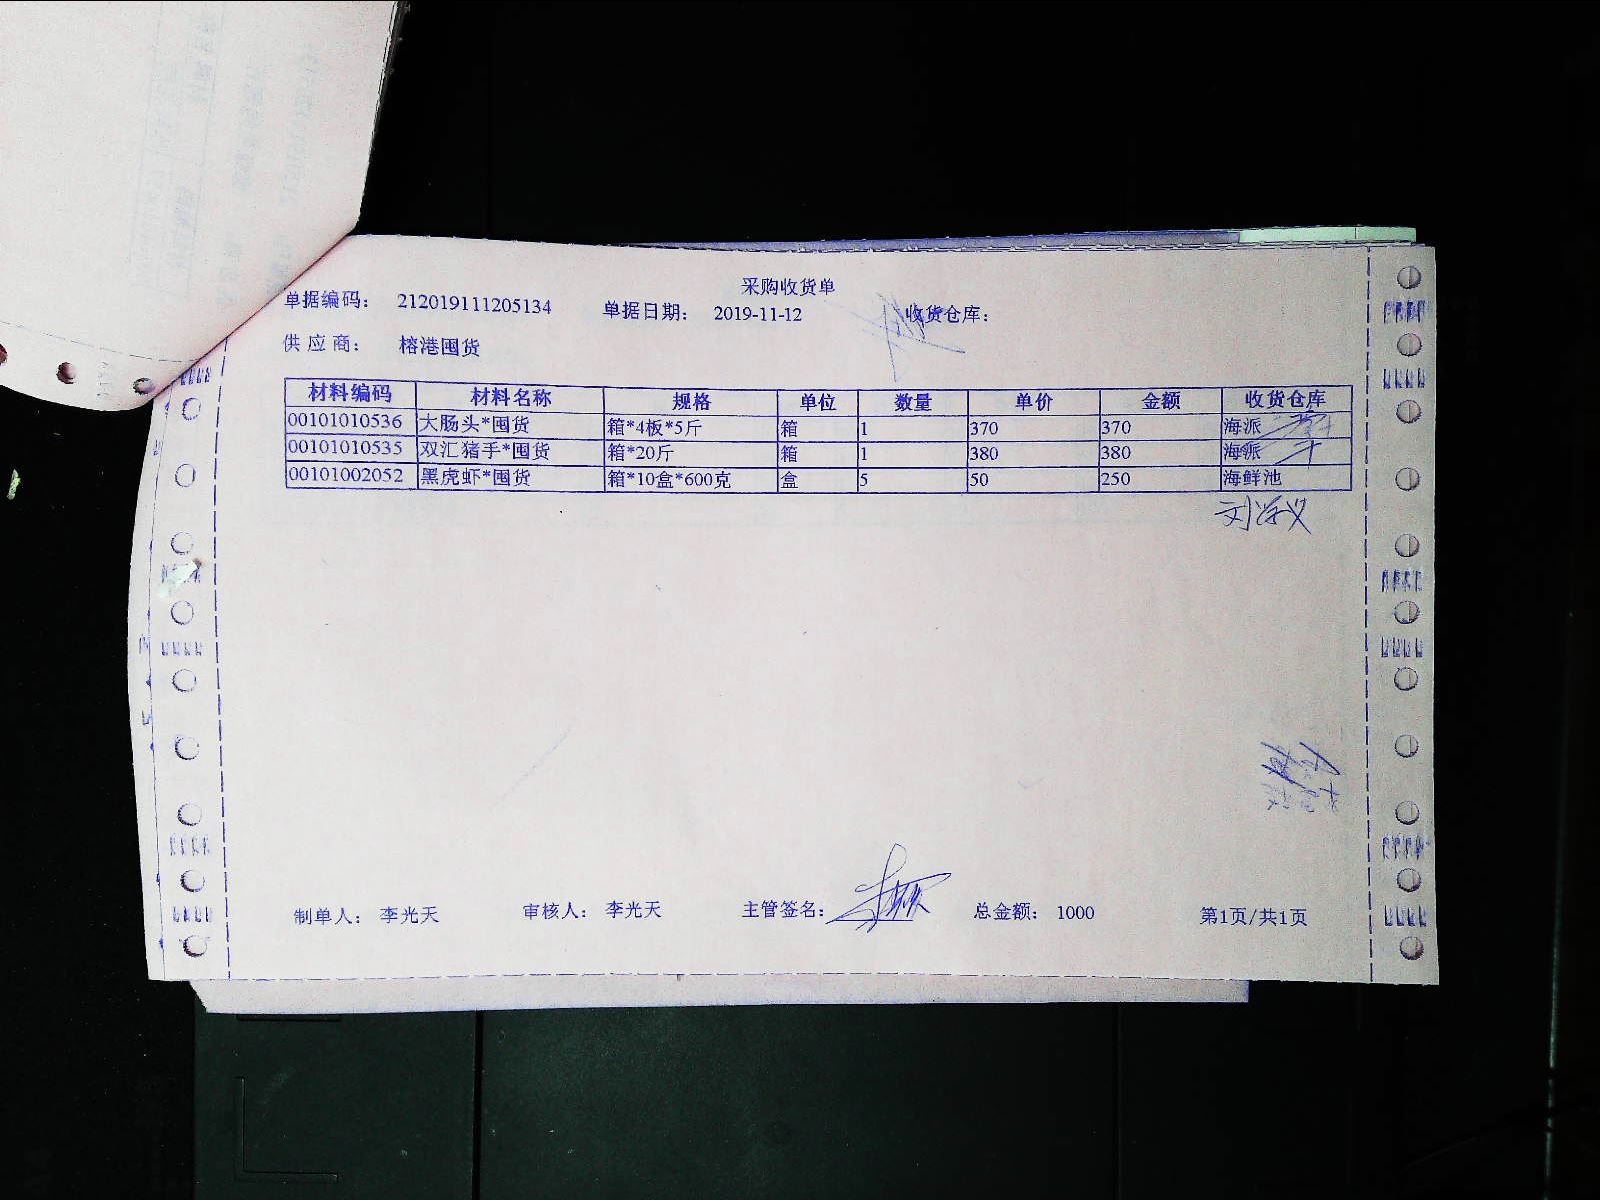 采购收货单
单据编码： 212019111205134 单据日期： 2019-11-12 收货仓库：
供应商： 榕港囤货
材料编码 材料名称 规格 单位 数量 单价 金额 收货仓库
00101010536 大肠头*囤货 箱*4板*5斤 箱 1 370 370 海派
00101010535 双汇猪手*囤货 箱*20斤 箱 1 380 380 海派
00101002052 黑虎虾*囤货 箱*10盒*600克 盒 5 50 250 海鲜池
制单人： 李光天 审核人： 李光天 主管签名： 总金额： 1000 第1页/共1页